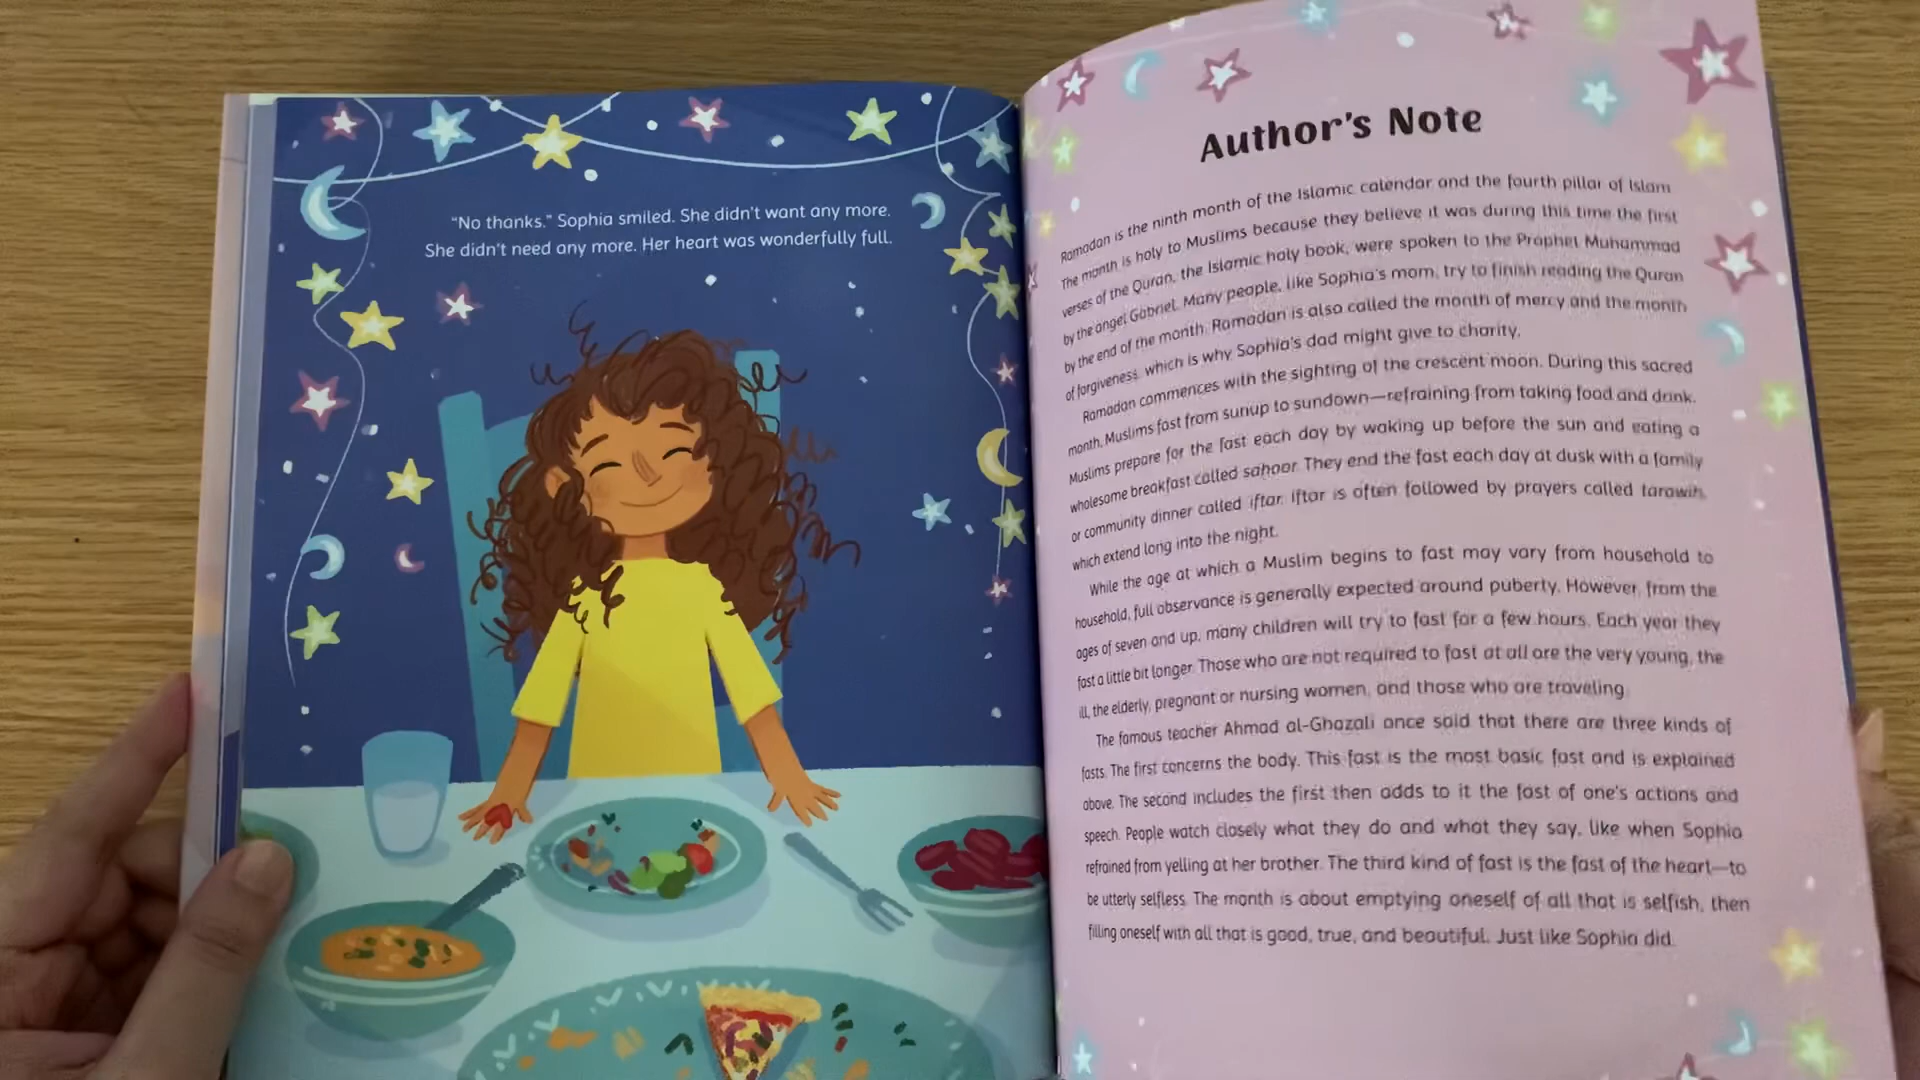 "No thanks." Sophia smiled. She didn't want any more.
She didn't need any more. Her heart was wonderfully full.
Author's Note
Ramadan is the ninth month of the Islamic calendar and the fourth pillar of Islam
The month is holy to Muslims because they believe it was during this time the first
verses of the Quran, the Islamic holy book, were spoken to the Prophet Muhammad
by the angel Gabriel. Many people, like Sophia's mom, try to finish reading the Quran
by the end of the month. Ramadan is also called the month of mercy and the month
of forgiveness, which is why Sophia's dad might give to charity.
Ramadan commences with the sighting of the crescent moon. During this sacred
month, Muslims fast from sunup to sundown—refraining from taking food and drink.
Muslims prepare for the fast each day by waking up before the sun and eating a
wholesome breakfast called sahoor. They end the fast each day at dusk with a family
or community dinner called iftar. Iftar is often followed by prayers called tarawih,
which extend long into the night.
While the age at which a Muslim begins to fast may vary from household to
household, full observance is generally expected around puberty. However, from the
ages of seven and up, many children will try to fast for a few hours. Each year they
fast a little bit longer. Those who are not required to fast at all are the very young, the
ill, the elderly, pregnant or nursing women, and those who are traveling.
The famous teacher Ahmad al-Ghazali once said that there are three kinds of
fasts. The first concerns the body. This fast is the most basic fast and is explained
above. The second includes the first then adds to it the fast of one's actions and
speech. People watch closely what they do and what they say, like when Sophia
refrained from yelling at her brother. The third kind of fast is the fast of the heart—to
be utterly selfless. The month is about emptying oneself of all that is selfish, then
filling oneself with all that is good, true, and beautiful. Just like Sophia did.